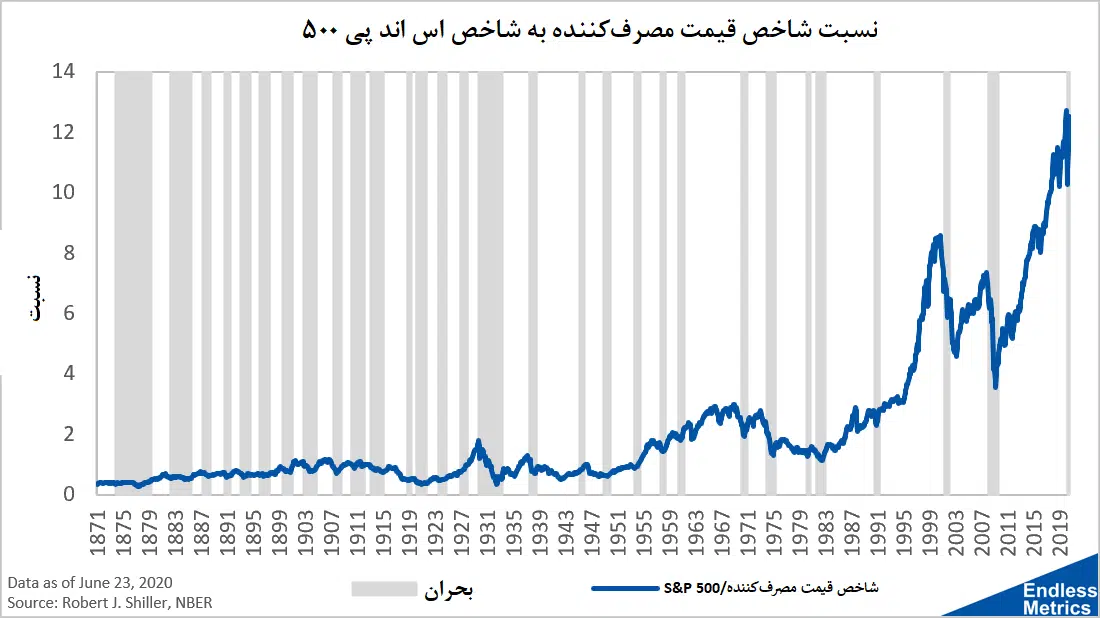 نسبت شاخص قیمت مصرف‌کننده به شاخص اس اند پی ۵۰۰
14
12
10
8
6
4
2
0
نسبت
1871 1875 1879 1883 1887 1891 1895 1899 1903 1907 1911 1915 1919 1923 1927 1931 1935 1939 1943 1947 1951 1955 1959 1963 1967 1971 1975 1979 1983 1987 1991 1995 1999 2003 2007 2011 2015 2019
بحران
شاخص قیمت مصرف‌کننده/S&P 500
Data as of June 23, 2020
Source: Robert J. Shiller, NBER
Endless
Metrics